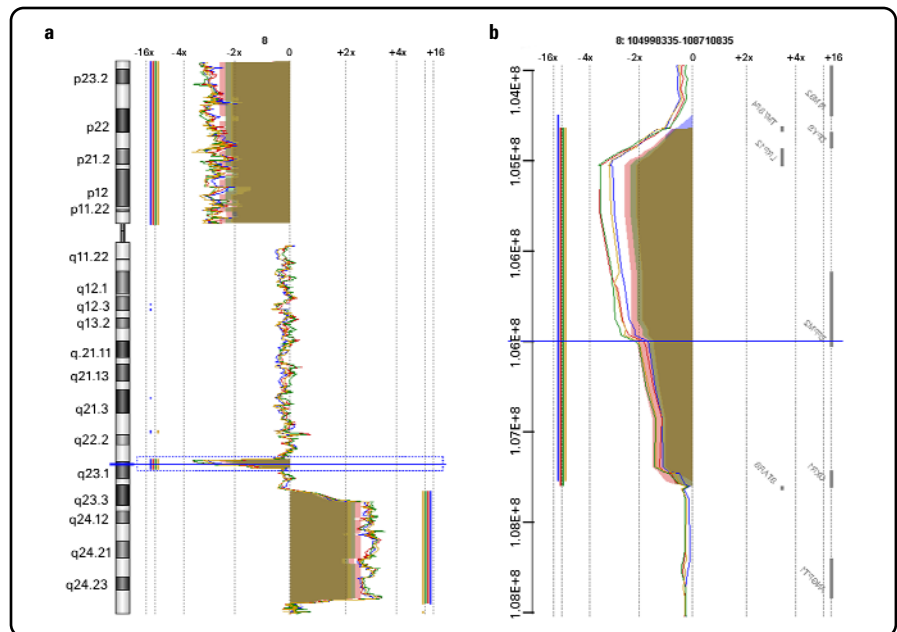 a
8
-16x -4x -2x 0 +2x +4x +16
p23.2
p22
p21.2
p12
p11.22
q11.22
q12.1
q12.3
q13.2
q.21.11
q21.13
q21.3
q22.2
q23.1
q23.3
q24.12
q24.21
q24.23
b
8: 104998335-108710835
-16x -4x -2x 0 +2x +4x +16
1.04E+8
1.05E+8
1.06E+8
1.06E+8
1.07E+8
1.08E+8
1.08E+8